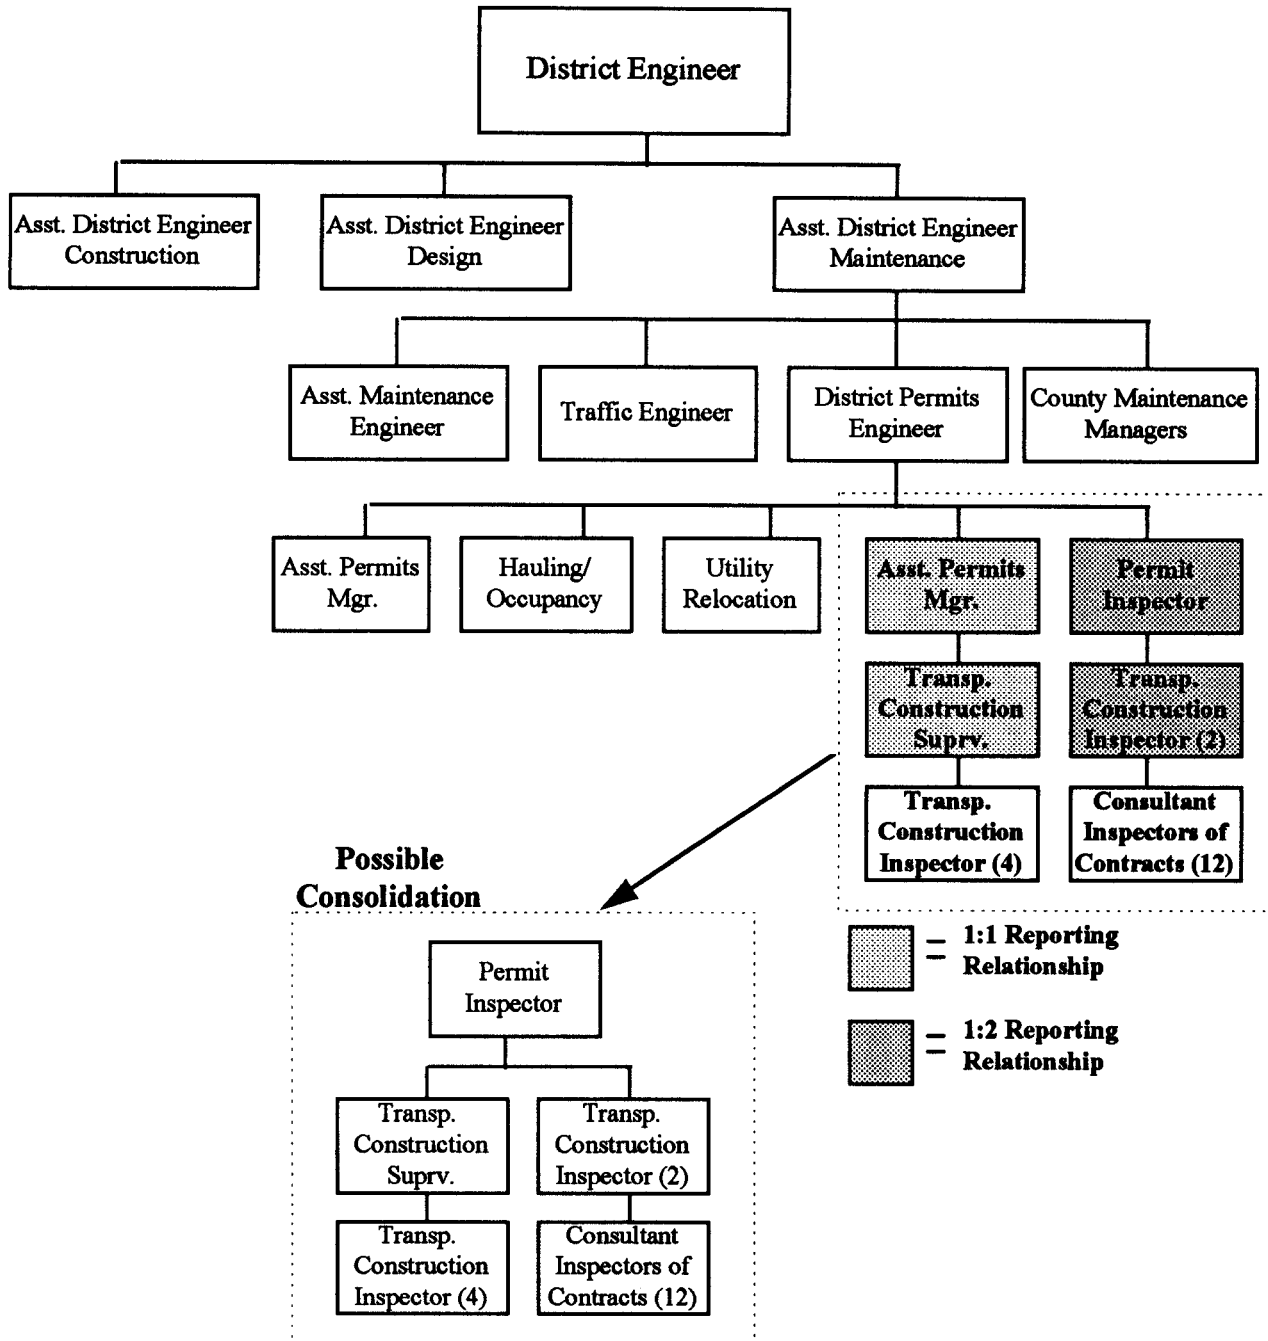 District Engineer
Asst. District Engineer
Construction
Asst. District Engineer
Design
Asst. District Engineer
Maintenance
Asst. Maintenance
Engineer
Traffic Engineer
District Permits
Engineer
County Maintenance
Managers
Asst. Permits
Mgr.
Hauling/
Occupancy
Utility
Relocation
Asst. Permits
Mgr.
Permit
Inspector
Transp.
Construction
Suprv.
Transp.
Construction
Inspector (2)
Transp.
Construction
Inspector (4)
Consultant
Inspectors of
Contracts (12)
Possible
Consolidation
= 1:1 Reporting
Relationship
= 1:2 Reporting
Relationship
Permit
Inspector
Transp.
Construction
Suprv.
Transp.
Construction
Inspector (2)
Transp.
Construction
Inspector (4)
Consultant
Inspectors of
Contracts (12)